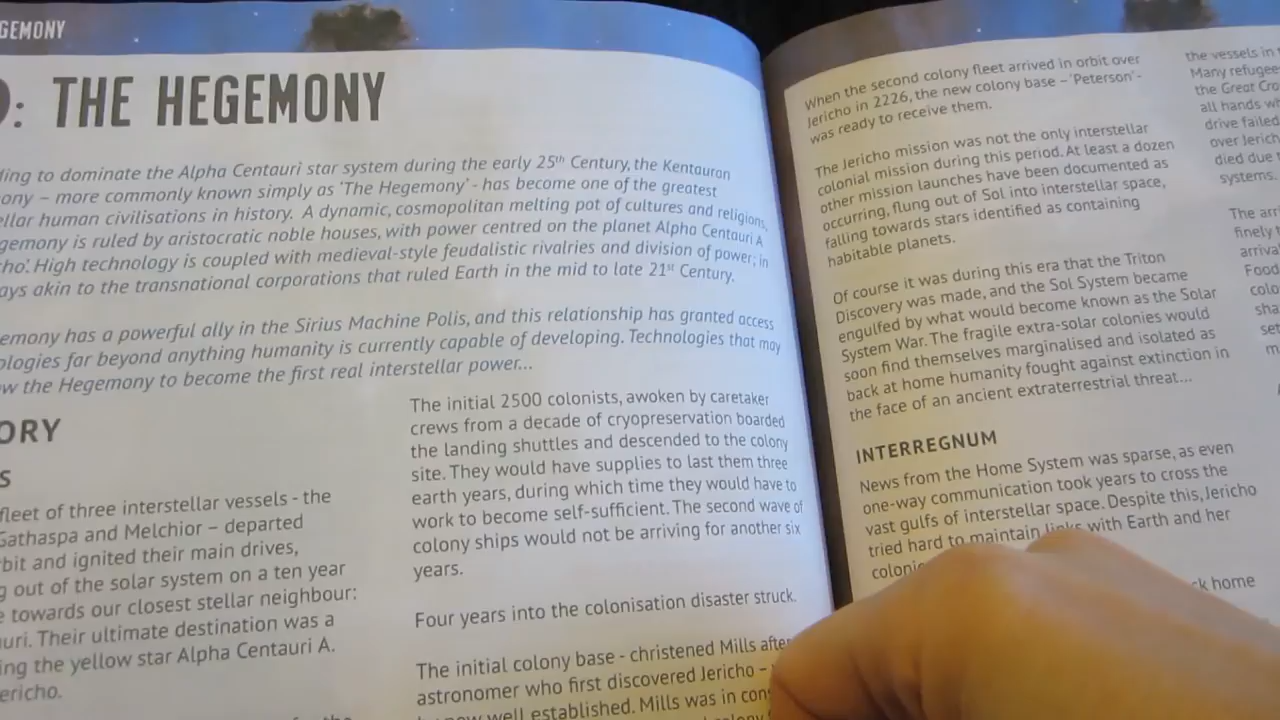 GEMONY
: THE HEGEMONY
to dominate the Alpha Centauri star system during the early 25th Century, the Kentauran
– more commonly known simply as 'The Hegemony' - has become one of the greatest
human civilisations in history. A dynamic, cosmopolitan melting pot of cultures and religions,
is ruled by aristocratic noble houses, with power centred on the planet Alpha Centauri A
High technology is coupled with medieval-style feudalistic rivalries and division of power; in
akin to the transnational corporations that ruled Earth in the mid to late 21st Century.
has a powerful ally in the Sirius Machine Polis, and this relationship has granted access
far beyond anything humanity is currently capable of developing. Technologies that may
the Hegemony to become the first real interstellar power...
ORY
S
fleet of three interstellar vessels - the
Gathaspa and Melchior – departed
and ignited their main drives,
out of the solar system on a ten year
towards our closest stellar neighbour:
Their ultimate destination was a
the yellow star Alpha Centauri A.
The initial 2500 colonists, awoken by caretaker
crews from a decade of cryopreservation boarded
the landing shuttles and descended to the colony
site. They would have supplies to last them three
earth years, during which time they would have to
work to become self-sufficient. The second wave of
colony ships would not be arriving for another six
years.
Four years into the colonisation disaster struck.
The initial colony base - christened Mills after
astronomer who first discovered Jericho –
now well established. Mills was in
When the second colony fleet arrived in orbit over
Jericho in 2226, the new colony base – 'Peterson' -
was ready to receive them.
The Jericho mission was not the only interstellar
colonial mission during this period. At least a dozen
other mission launches have been documented as
occurring, flung out of Sol into interstellar space,
falling towards stars identified as containing
habitable planets.
Of course it was during this era that the Triton
Discovery was made, and the Sol System became
engulfed by what would become known as the Solar
System War. The fragile extra-solar colonies would
soon find themselves marginalised and isolated as
back at home humanity fought against extinction in
the face of an ancient extraterrestrial threat...
INTERREGNUM
News from the Home System was sparse, as even
one-way communication took years to cross the
vast gulfs of interstellar space. Despite this, Jericho
tried hard to maintain links with Earth and her
home
the vessels in
Many refugee
the Great
all hands
drive failed
over
died due
systems.
The
finely